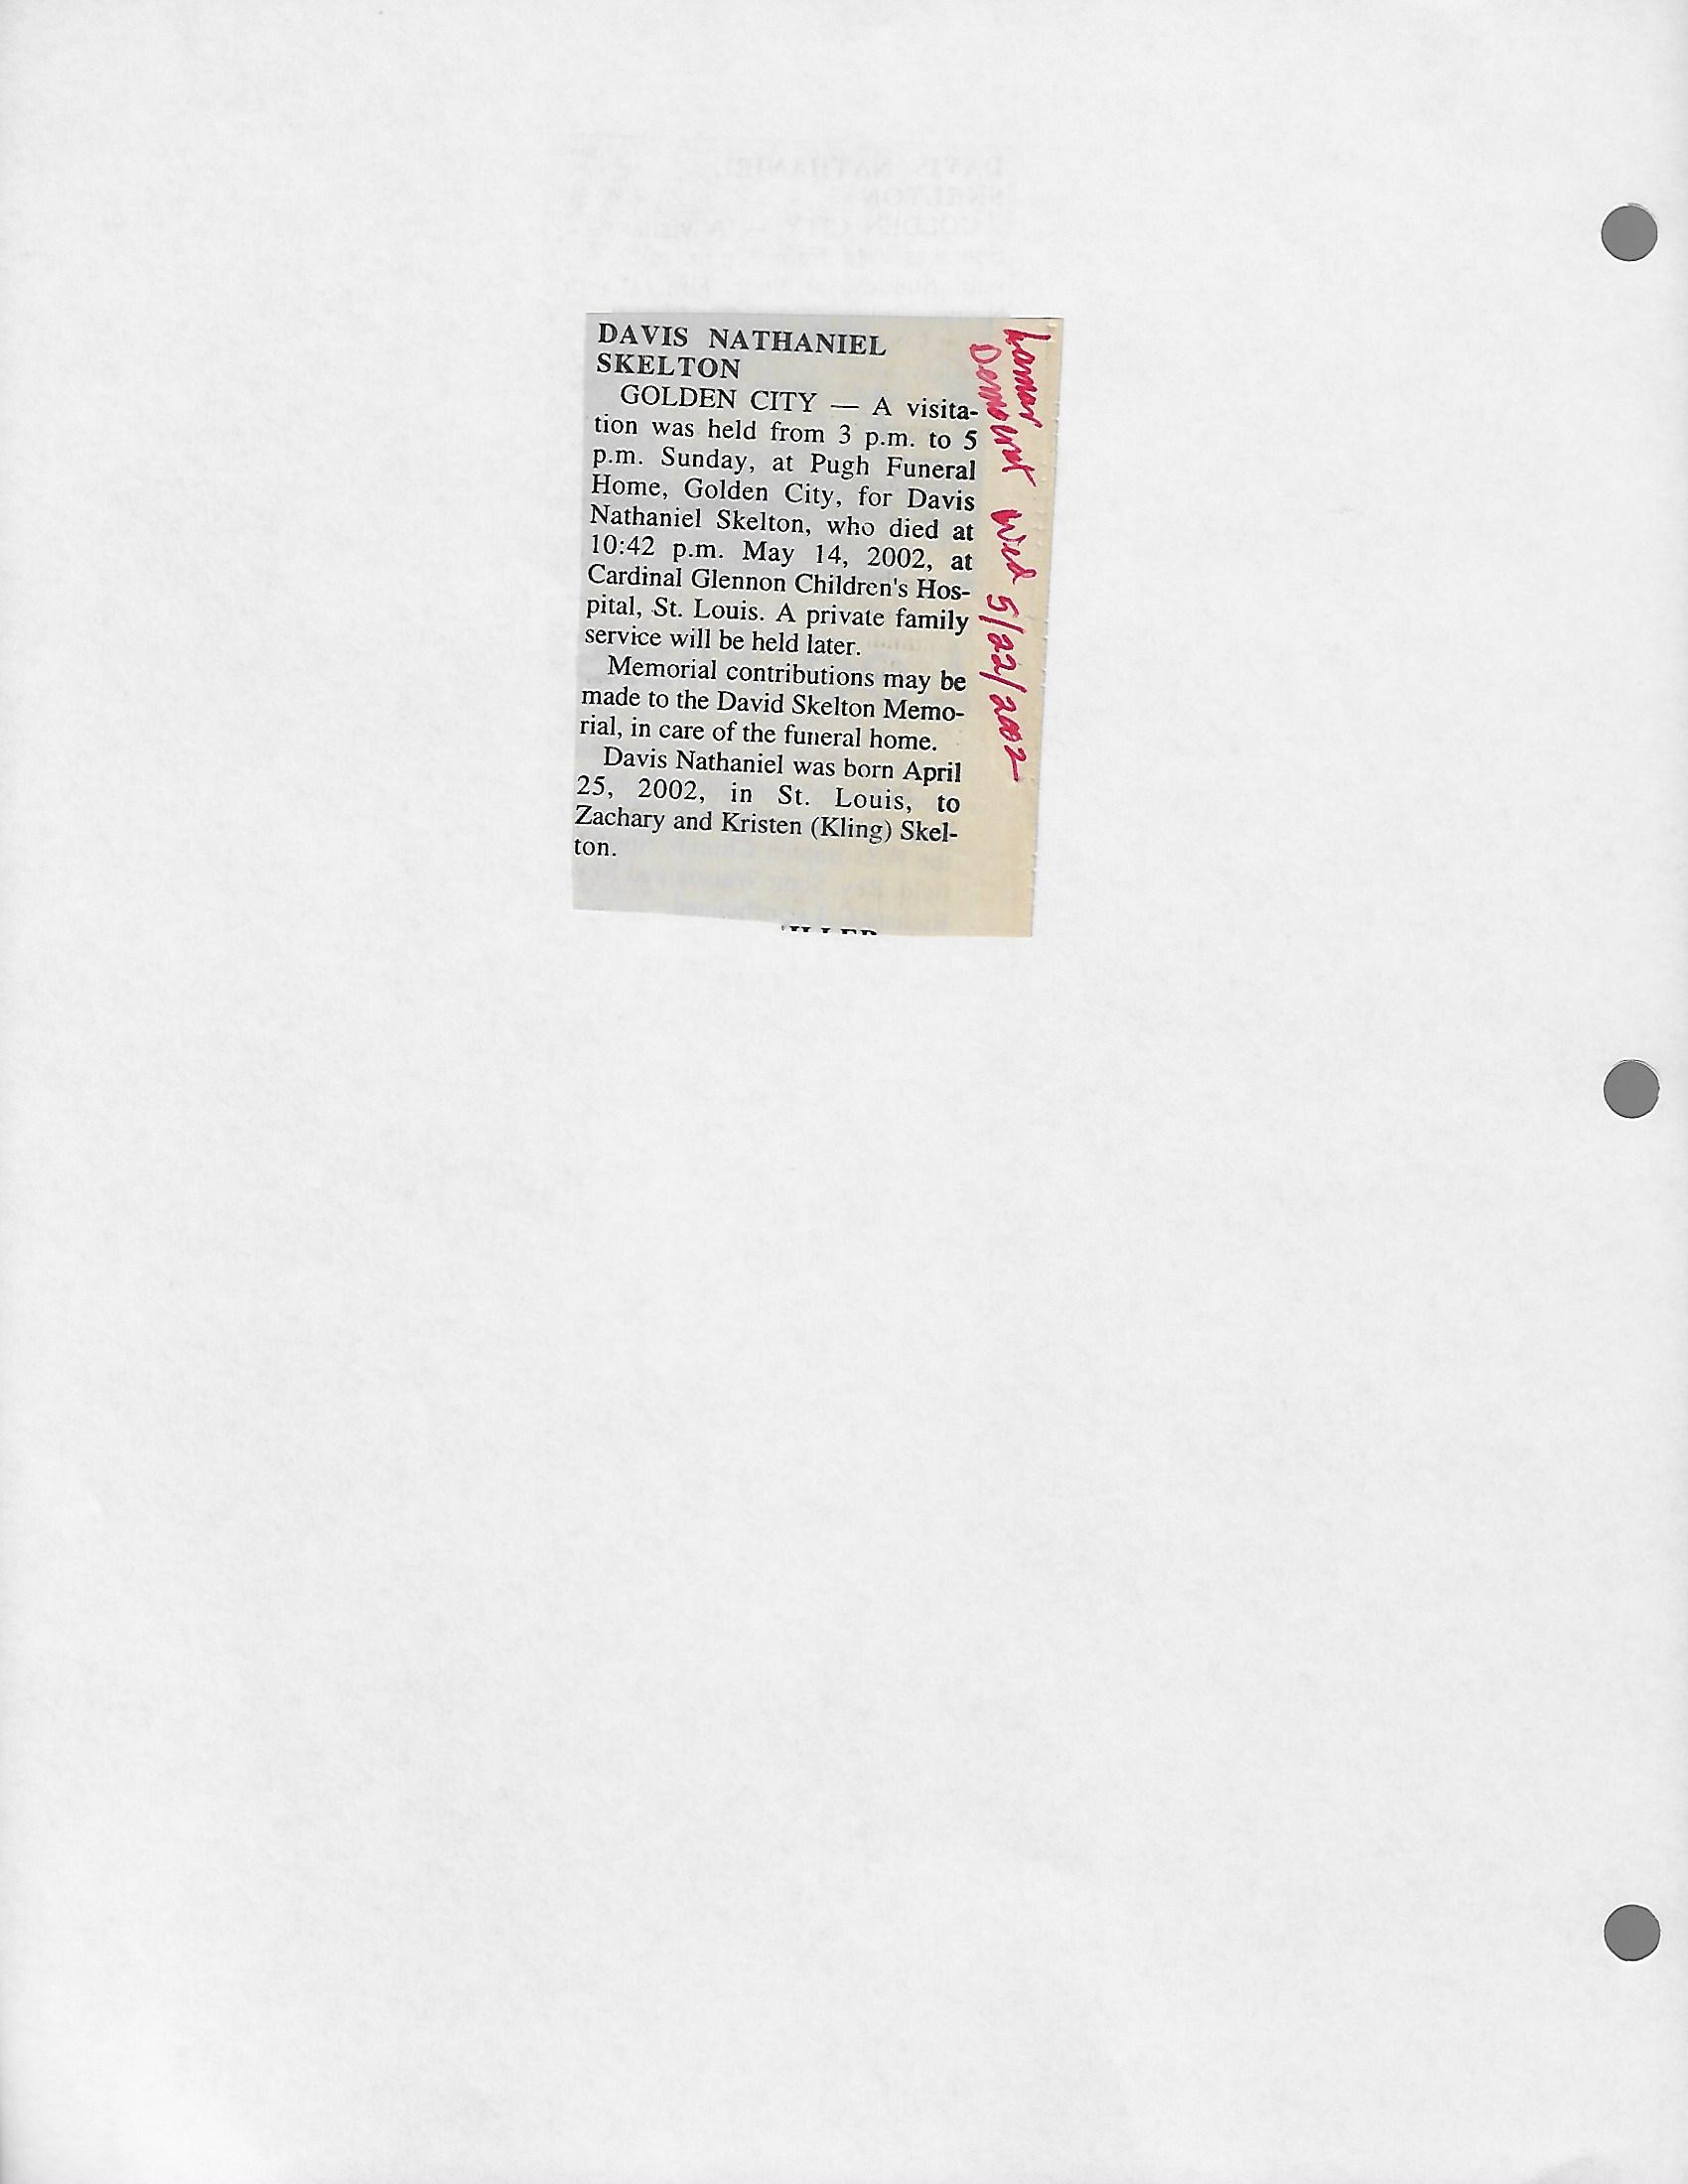 DAVIS NATHANIEL
SKELTON
GOLDEN CITY — A visita-
tion was held from 3 p.m. to 5
p.m. Sunday, at Pugh Funeral
Home, Golden City, for Davis
Nathaniel Skelton, who died at
10:42 p.m. May 14, 2002, at
Cardinal Glennon Children's Hos-
pital, St. Louis. A private family
service will be held later.
Memorial contributions may be
made to the David Skelton Memo-
rial, in care of the funeral home.
Davis Nathaniel was born April
25, 2002, in St. Louis, to
Zachary and Kristen (Kling) Skel-
ton.
Lamar
Democrat Wed 5/22/2002